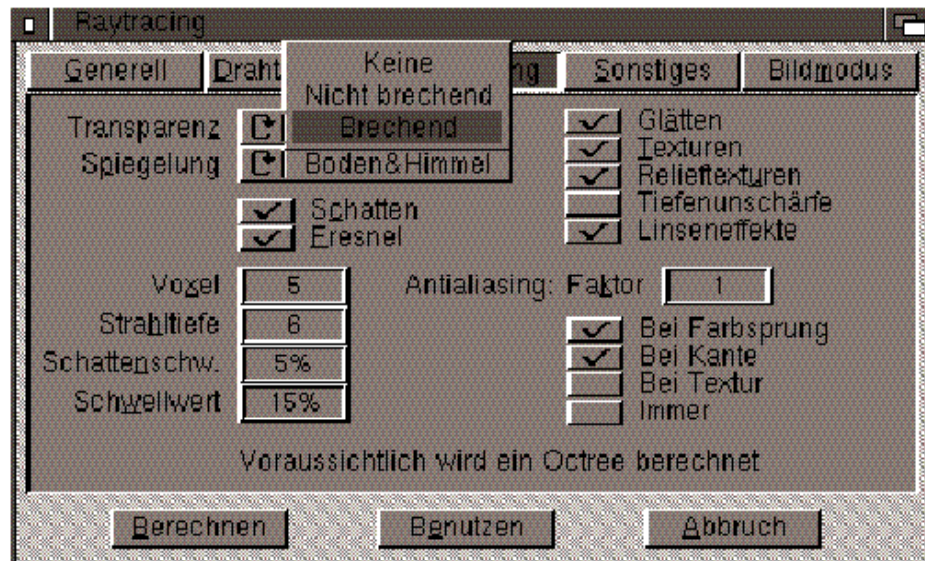 Raytracing
Generell Draht ng Sonstiges Bildmodus
Keine
Nicht brechend
Brechend
Transparenz
Spiegelung Boden&Himmel
Schatten
Fresnel
Glätten
Texturen
Relieftexturen
Tiefenunschärfe
Linseneffekte
Voxel 5
Strahltiefe 6
Schattenschw. 5%
Schwellwert 15%
Antialiasing: Faktor 1
Bei Farbsprung
Bei Kante
Bei Textur
Immer
Voraussichtlich wird ein Octree berechnet
Berechnen Benutzen Abbruch